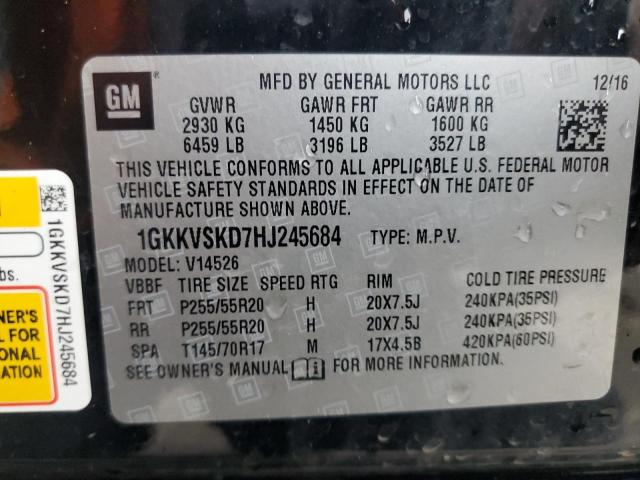 GM
MFD BY GENERAL MOTORS LLC 12/16
GVWR GAWR FRT GAWR RR
2930 KG 1450 KG 1600 KG
6459 LB 3196 LB 3527 LB
THIS VEHICLE CONFORMS TO ALL APPLICABLE U.S. FEDERAL MOTOR
VEHICLE SAFETY STANDARDS IN EFFECT ON THE DATE OF
MANUFACTURE SHOWN ABOVE.
1GKKVSKD7HJ245684 TYPE: M.P.V.
MODEL: V14526
VBBF TIRE SIZE SPEED RTG RIM COLD TIRE PRESSURE
FRT P255/55R20 H 20X7.5J 240KPA(35PSI)
RR P255/55R20 H 20X7.5J 240KPA(35PSI)
SPA T145/70R17 M 17X4.5B 420KPA(60PSI)
SEE OWNER'S MANUAL FOR MORE INFORMATION.
1GKKVSKD7HJ245684
bs.
NER'S
L FOR
ONAL
ATION